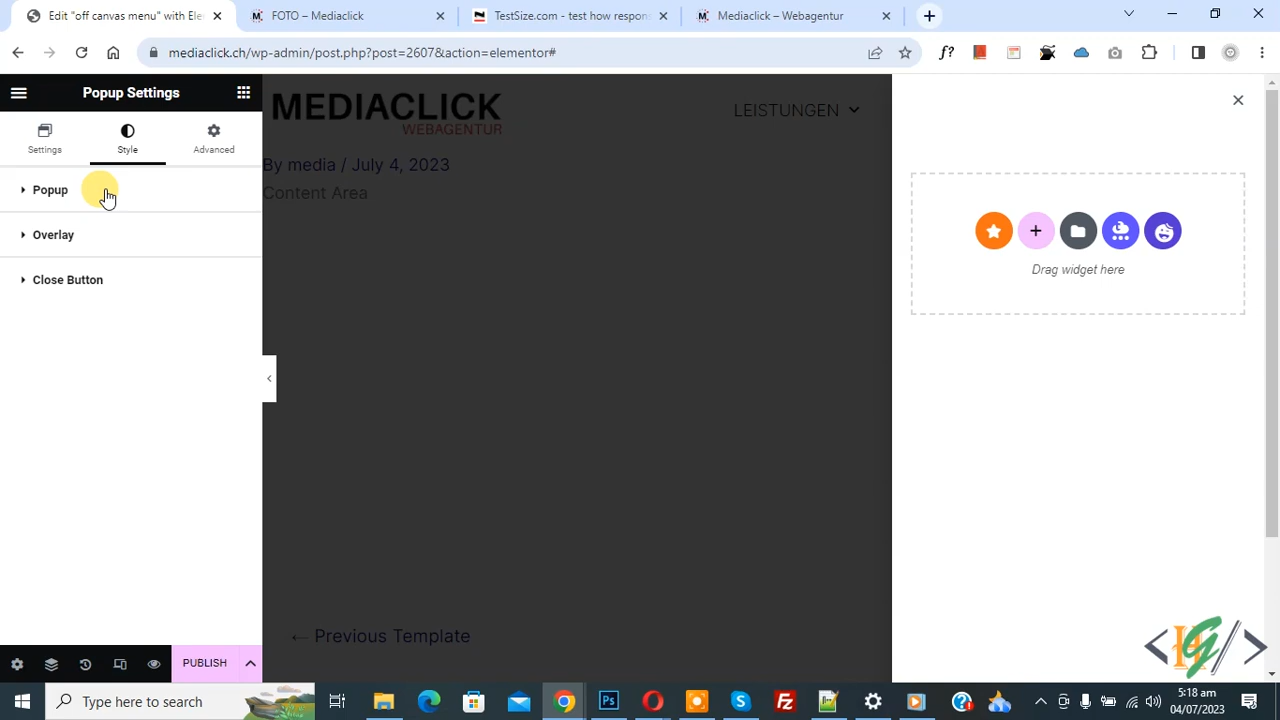 Edit "off canvas menu" with Elem
FOTO – Mediaclick
TestSize.com - test how respons
Mediaclick – Webagentur
mediaclick.ch/wp-admin/post.php?post=2607&action=elementor#
f?
Popup Settings
Settings
Style
Advanced
Popup
Overlay
Close Button
PUBLISH
MEDIACLICK
WEBAGENTUR
LEISTUNGEN
By media / July 4, 2023
Content Area
← Previous Template
Drag widget here
Type here to search
Ps
5:18 am
04/07/2023